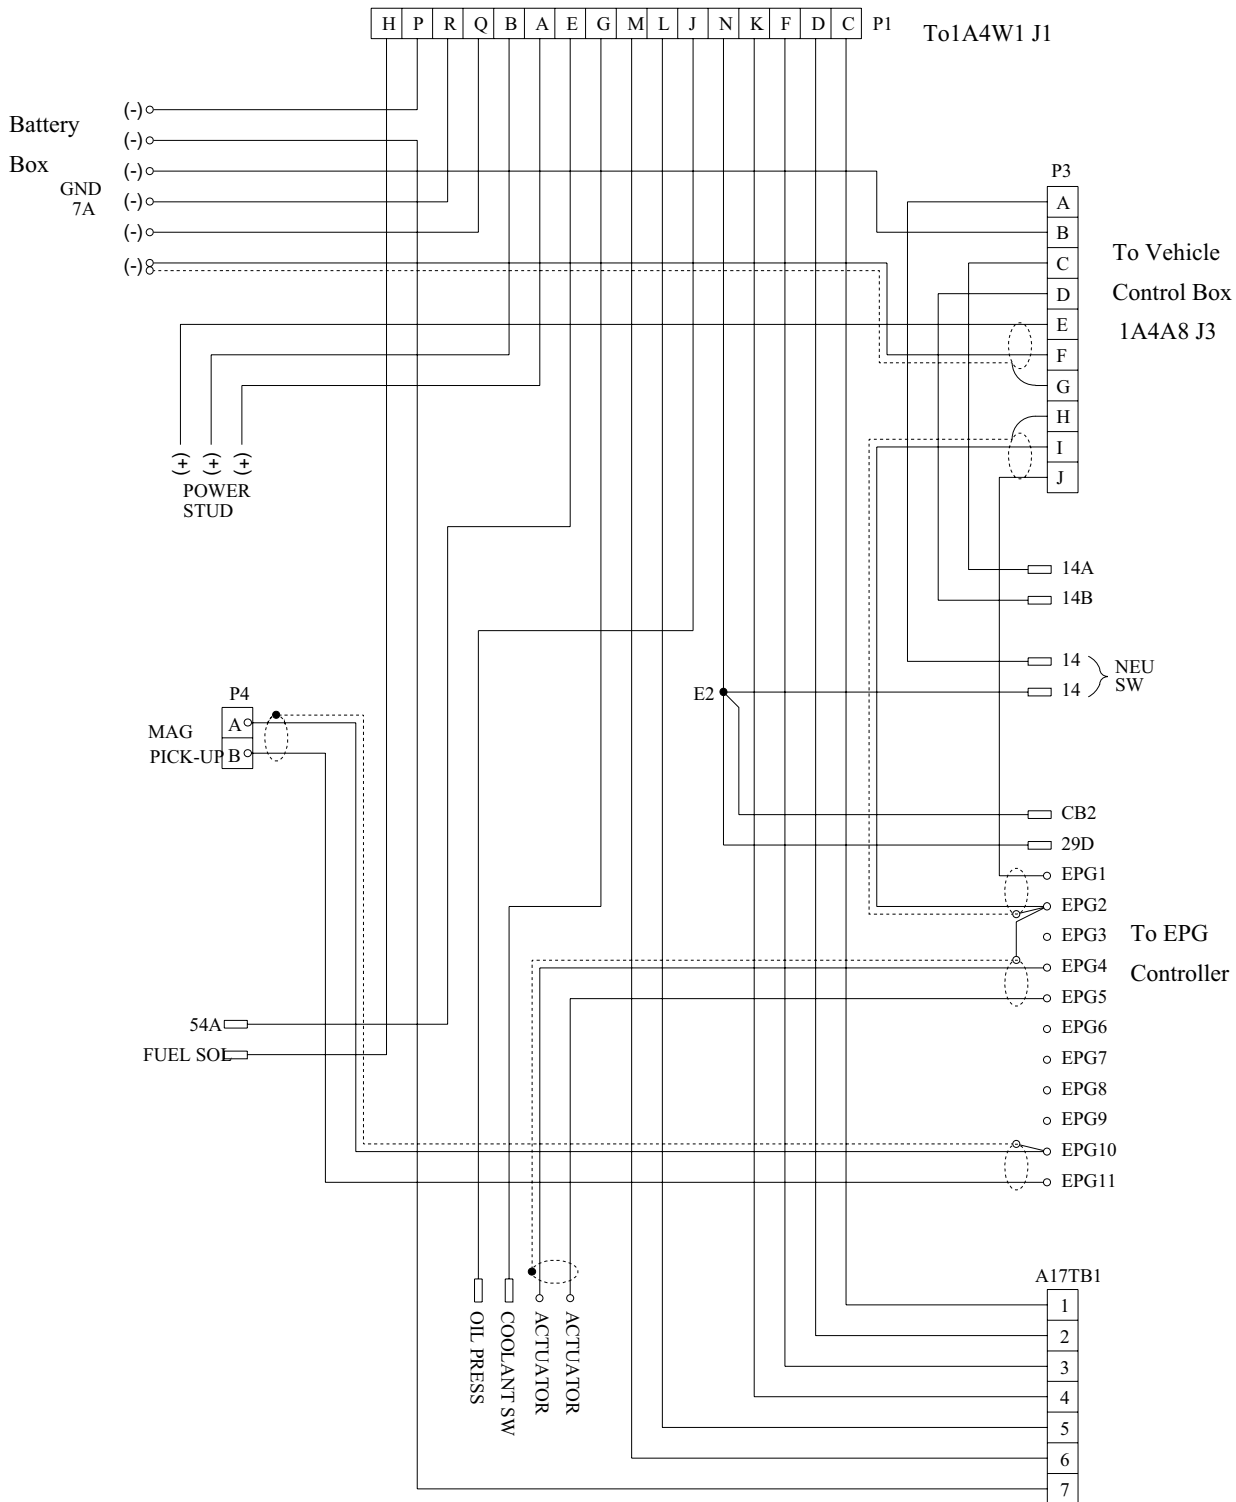 H P R Q B A E G M L J N K F D C P1 To1A4W1 J1
Battery
Box
GND
7A
(-)
(-)
(-)
(-)
(-)
(-)
P3
A
B
C
D
E
F
G
H
I
J
To Vehicle
Control Box
1A4A8 J3
(+) (+) (+)
POWER
STUD
14A
14B
14
14
NEU
SW
E2
P4
A
B
MAG
PICK-UP
CB2
29D
EPG1
EPG2
EPG3
EPG4
EPG5
EPG6
EPG7
EPG8
EPG9
EPG10
EPG11
To EPG
Controller
54A
FUEL SOL
OIL PRESS
COOLANT SW
ACTUATOR
ACTUATOR
A17TB1
1
2
3
4
5
6
7